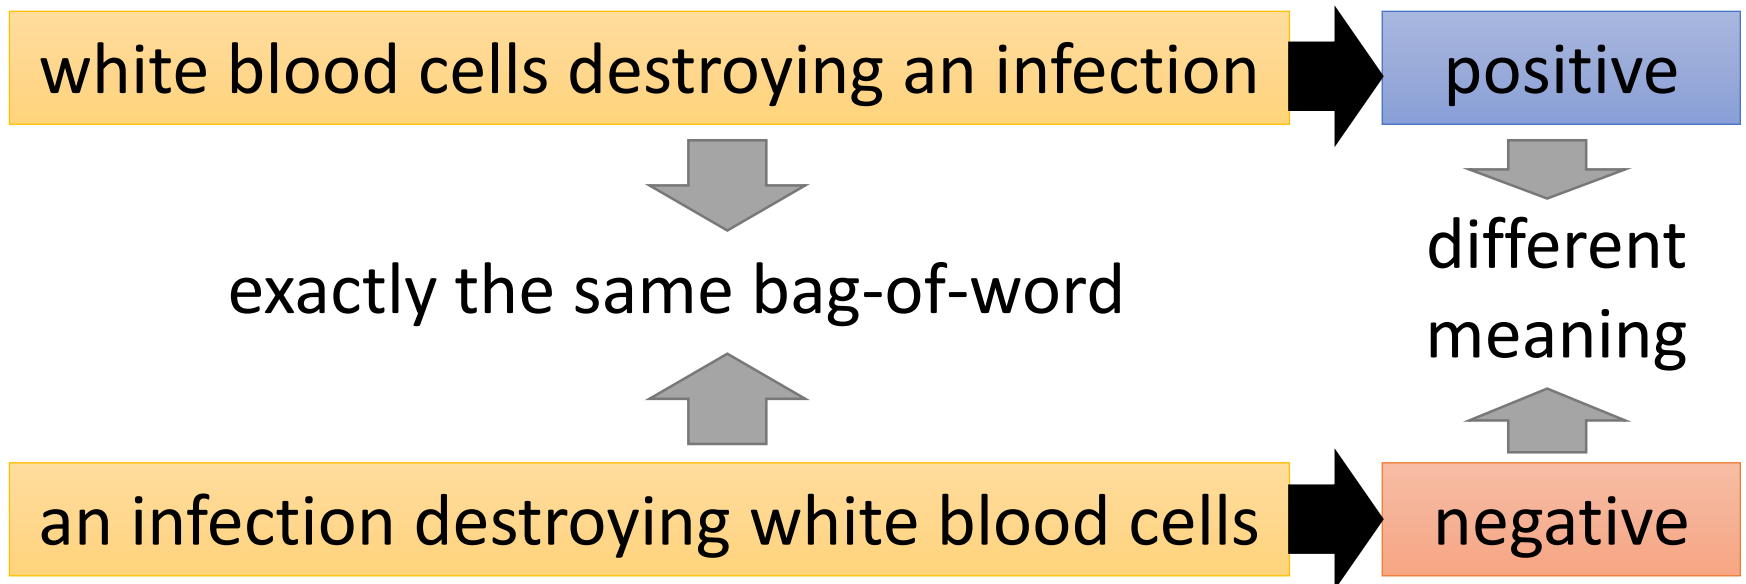 white blood cells destroying an infection
positive
exactly the same bag-of-word
different
meaning
an infection destroying white blood cells
negative